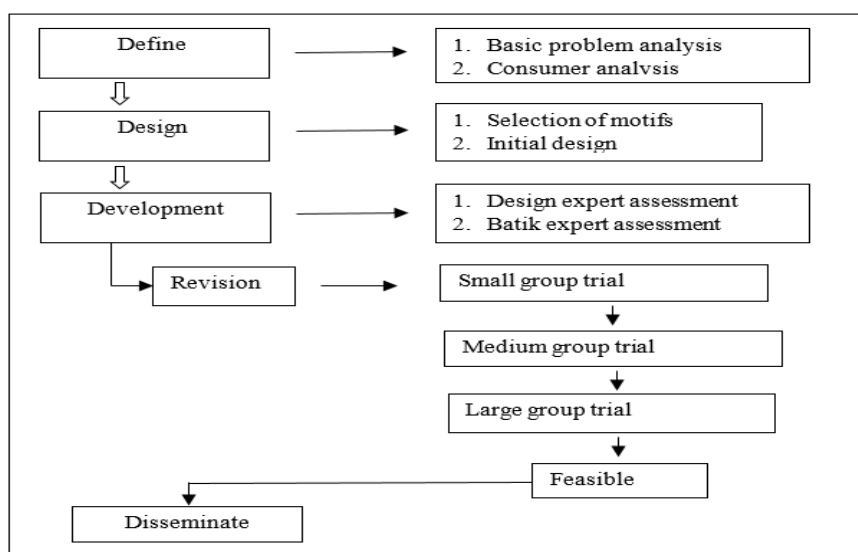 Define
1. Basic problem analysis
2. Consumer analysis
Design
1. Selection of motifs
2. Initial design
Development
1. Design expert assessment
2. Batik expert assessment
Revision
Small group trial
Medium group trial
Large group trial
Feasible
Disseminate